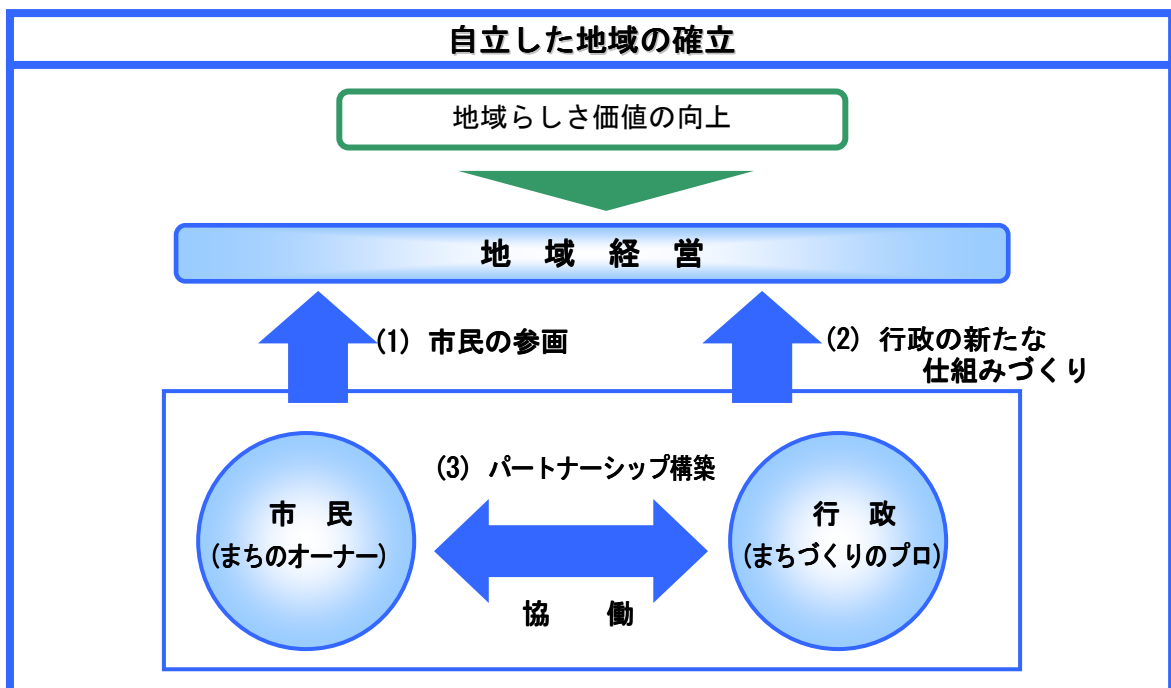 自立した地域の確立
地域らしさ価値の向上
地 域 経 営
(1) 市民の参画
(2) 行政の新たな
仕組みづくり
(3) パートナーシップ構築
市 民
(まちのオーナー)
行 政
(まちづくりのプロ)
協 働